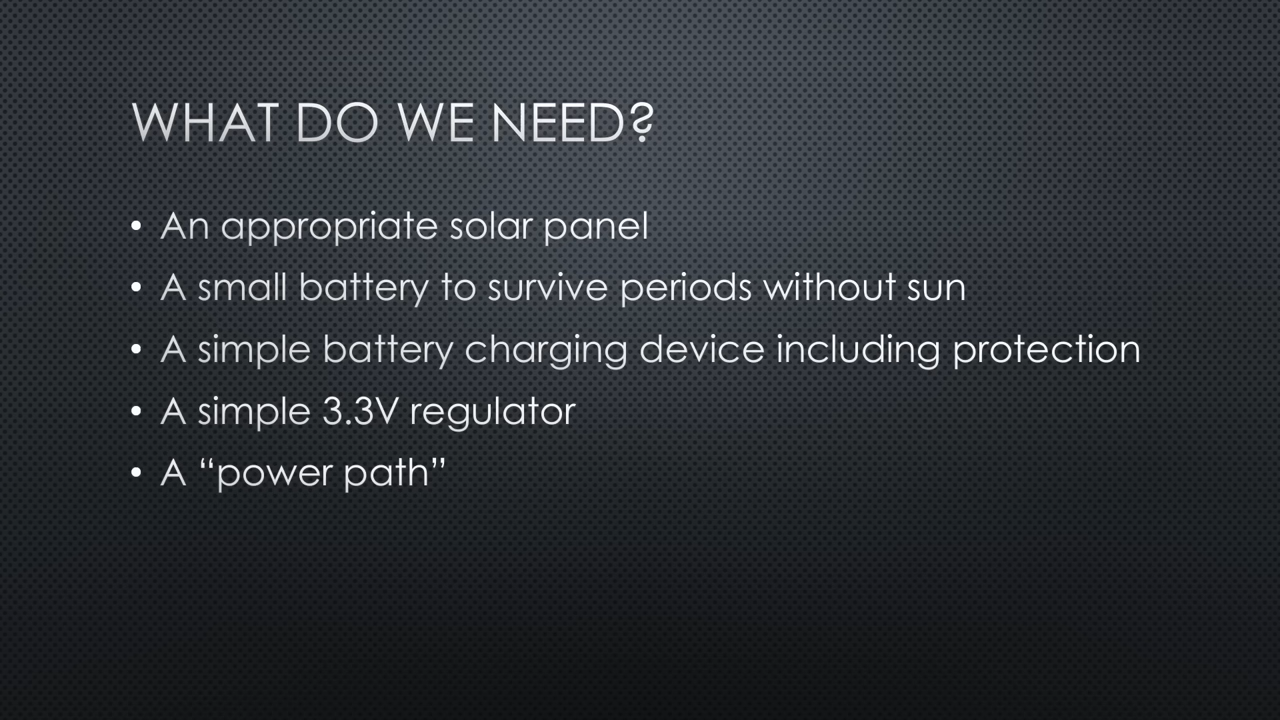 WHAT DO WE NEED?
• An appropriate solar panel
• A small battery to survive periods without sun
• A simple battery charging device including protection
• A simple 3.3V regulator
• A “power path”